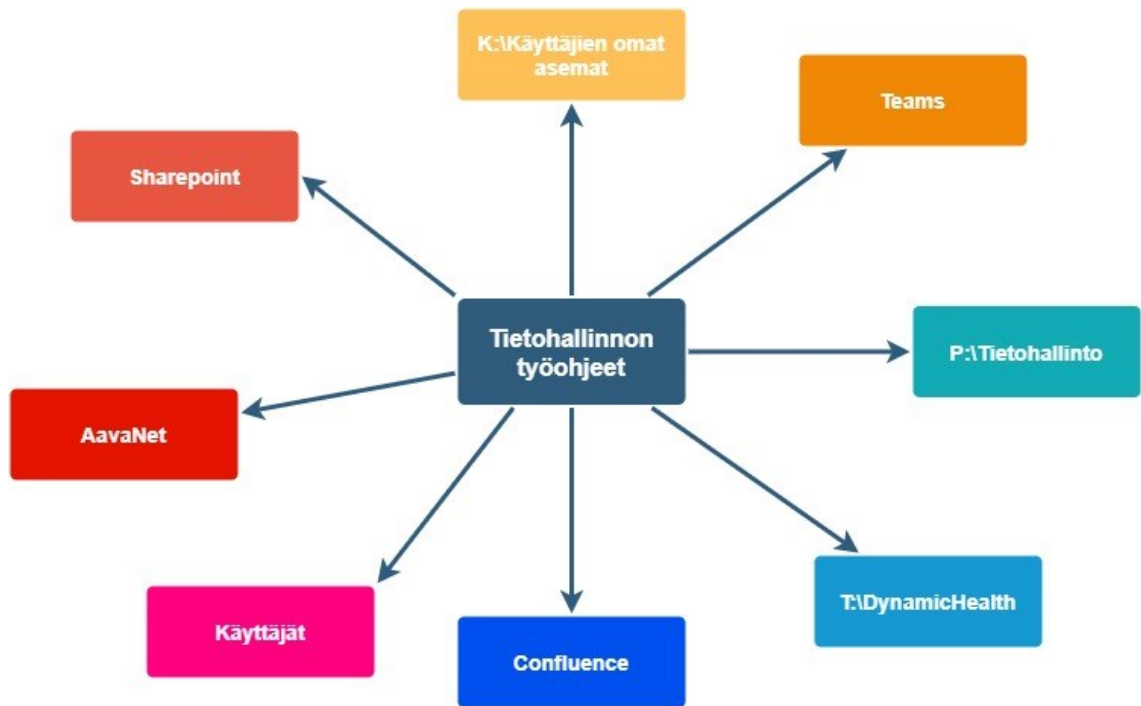 K:\Käyttäjien omat
asemat
Teams
Sharepoint
Tietohallinnon
työohjeet
P:\Tietohallinto
AavaNet
T:\DynamicHealth
Käyttäjät
Confluence